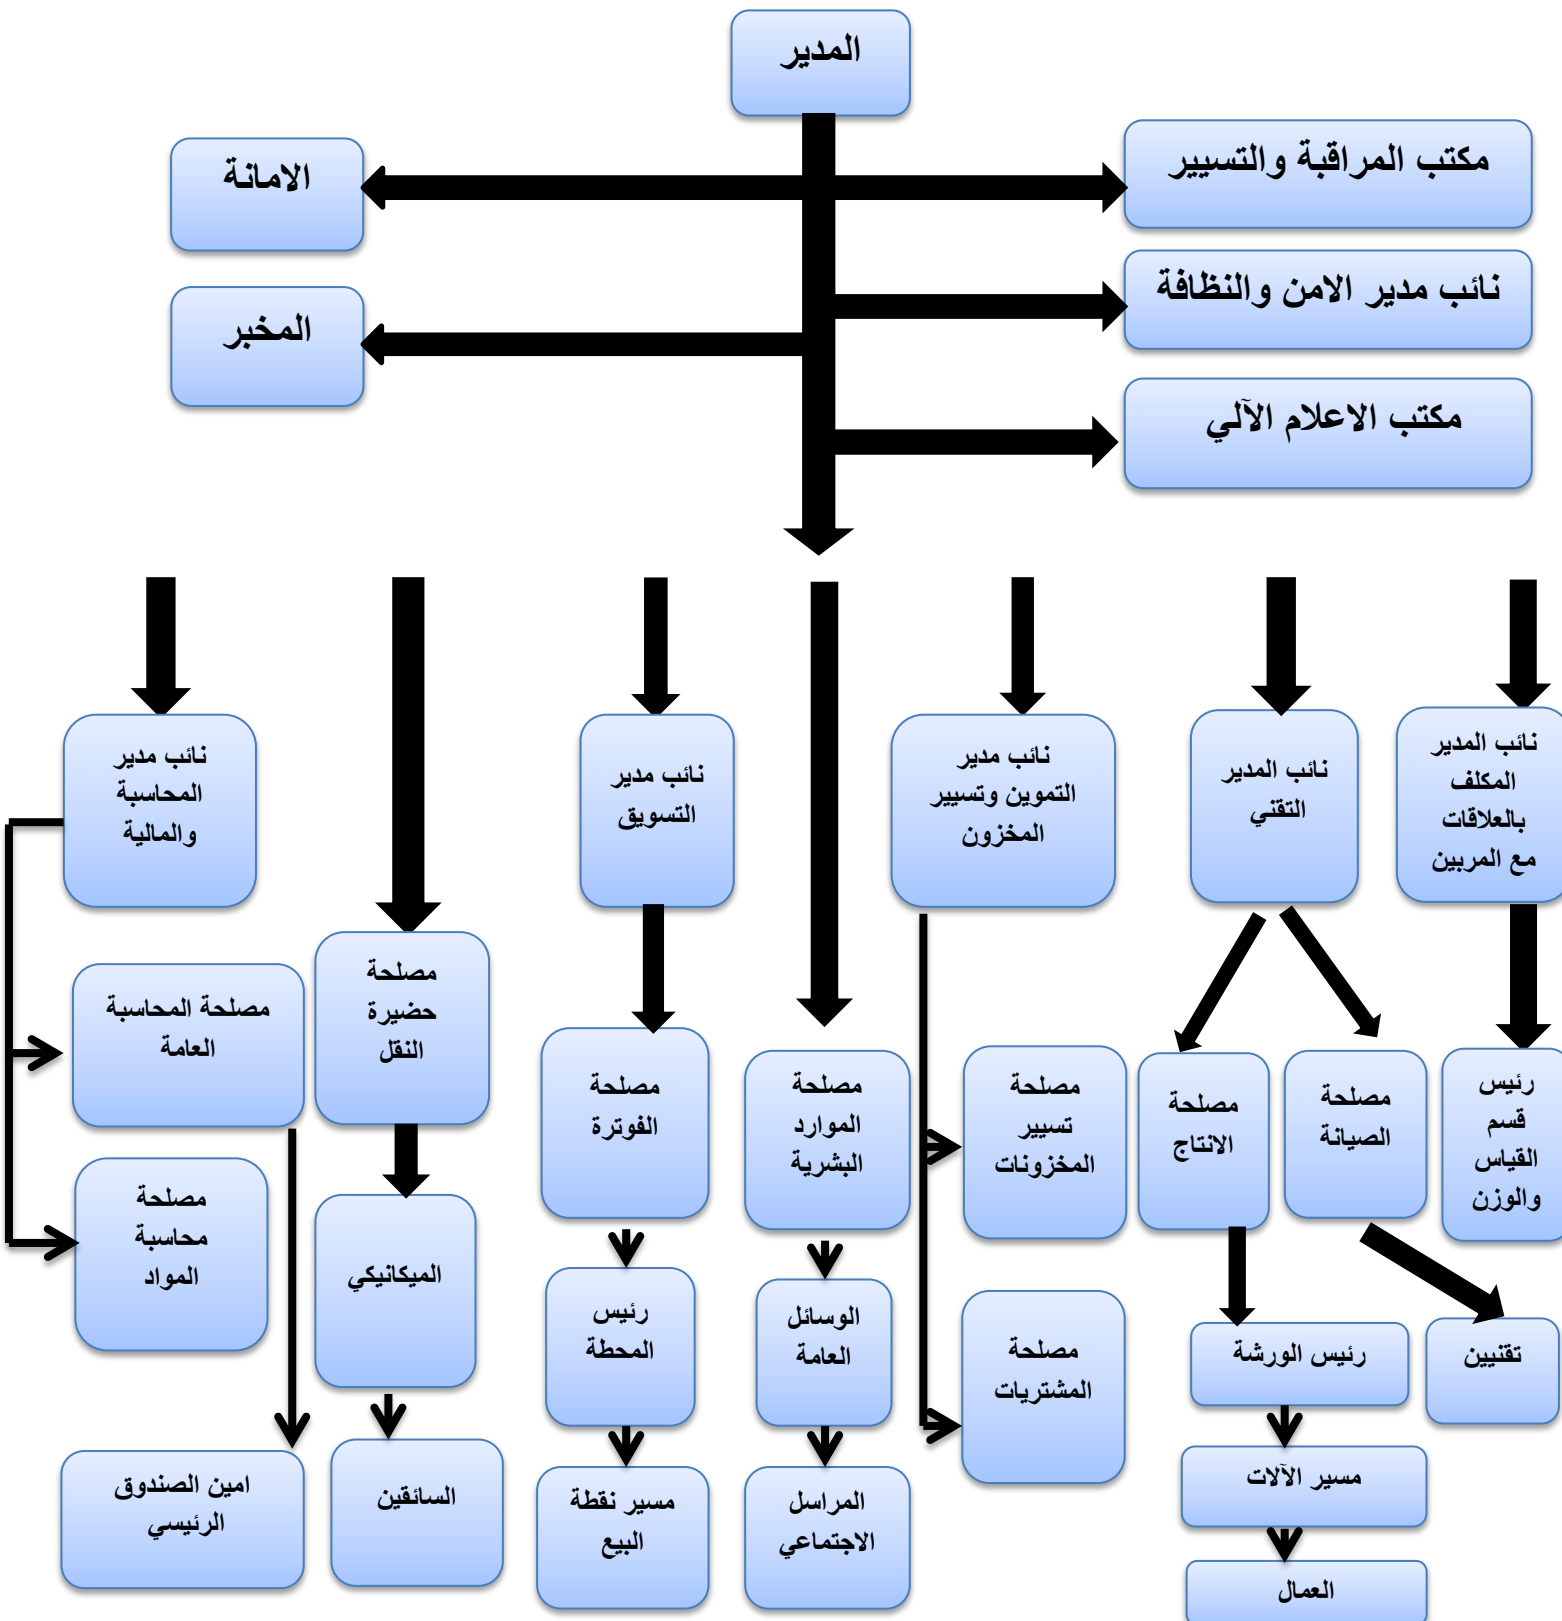 المدير
مكتب المراقبة والتسيير
الامانة
نائب مدير الامن والنظافة
المخبر
مكتب الاعلام الآلي
نائب المدير
المكلف
بالعلاقات
مع المربين
نائب المدير
التقني
نائب مدير
التموين وتسيير
المخزون
نائب مدير
التسويق
نائب مدير
المحاسبة
والمالية
مصلحة
حضيرة
النقل
مصلحة المحاسبة
العامة
رئيس
قسم
القياس
والوزن
مصلحة
الصيانة
مصلحة
الانتاج
مصلحة
تسيير
المخزونات
مصلحة
الموارد
البشرية
مصلحة
الفوترة
مصلحة
محاسبة
المواد
الميكانيكي
تقنيين
رئيس الورشة
مصلحة
المشتريات
الوسائل
العامة
رئيس
المحطة
مسير الآلات
المراسل
الاجتماعي
مسير نقطة
البيع
السائقين
امين الصندوق
الرئيسي
العمال